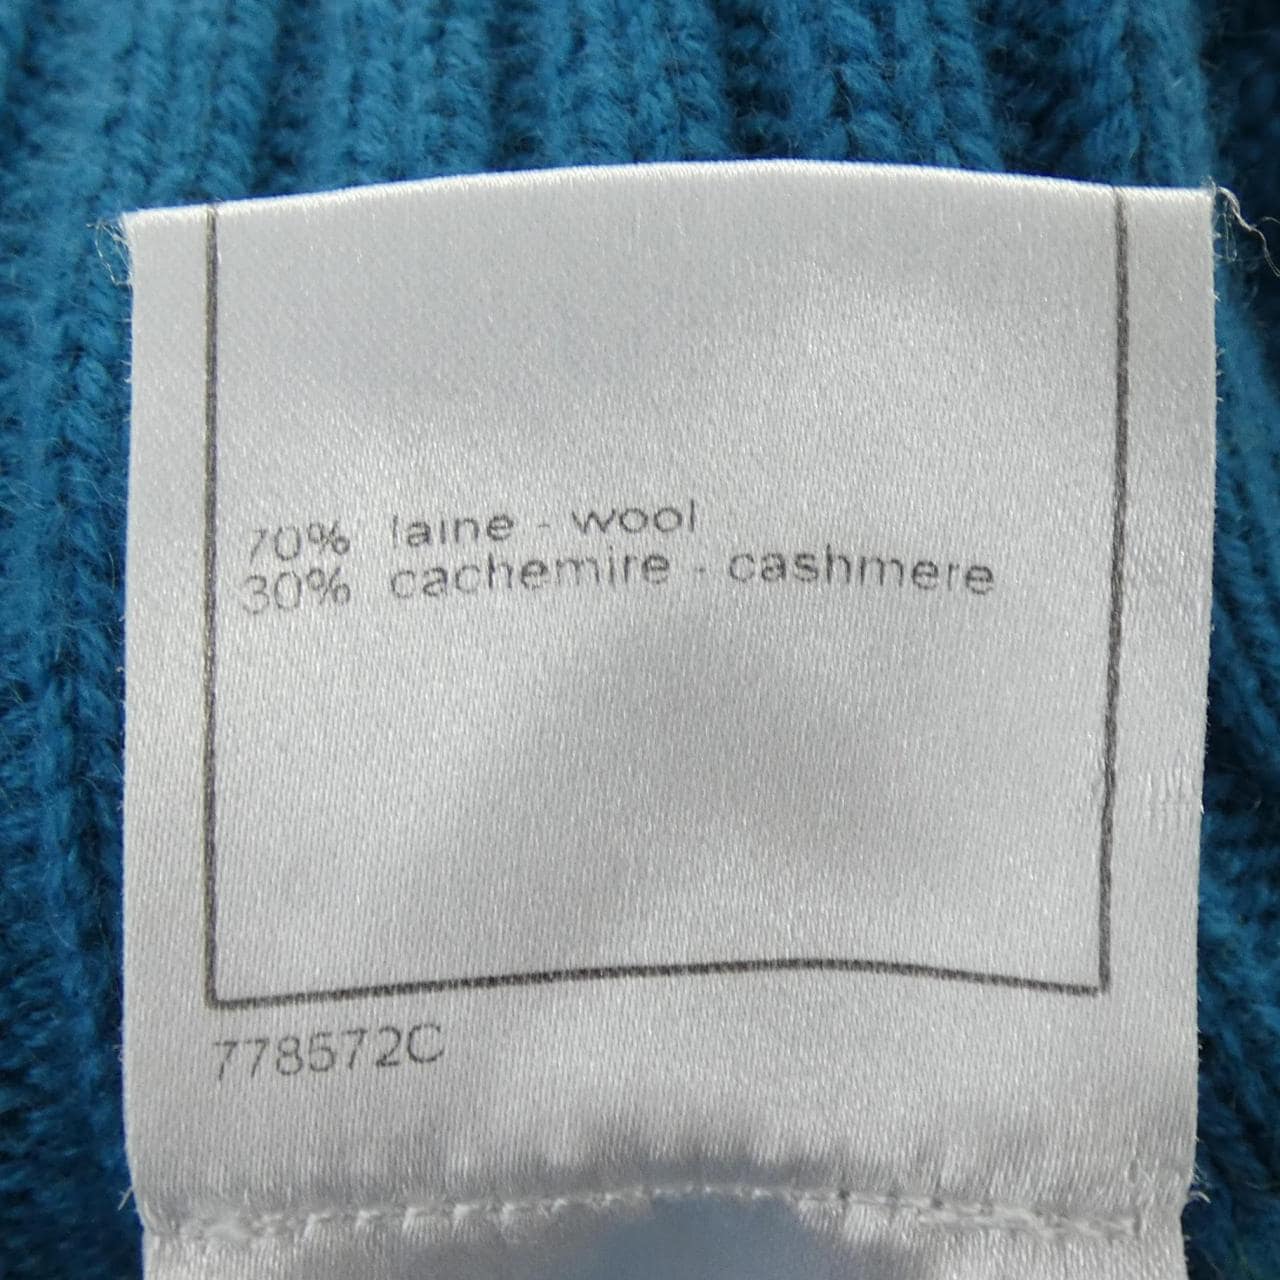 70% laine - wool
30% cachemire - cashmere
778572C